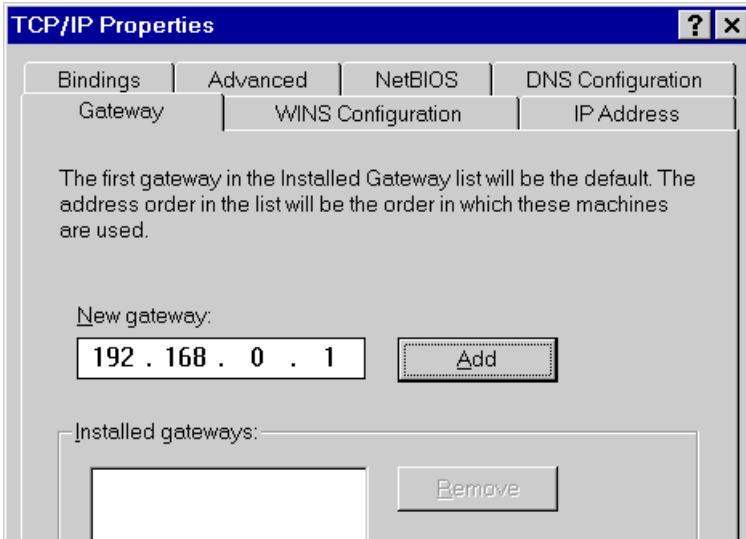 TCP/IP Properties
Bindings Advanced NetBIOS DNS Configuration
Gateway WINS Configuration IP Address
The first gateway in the Installed Gateway list will be the default. The
address order in the list will be the order in which these machines
are used.
New gateway:
192 . 168 . 0 . 1 Add
Installed gateways:
Remove